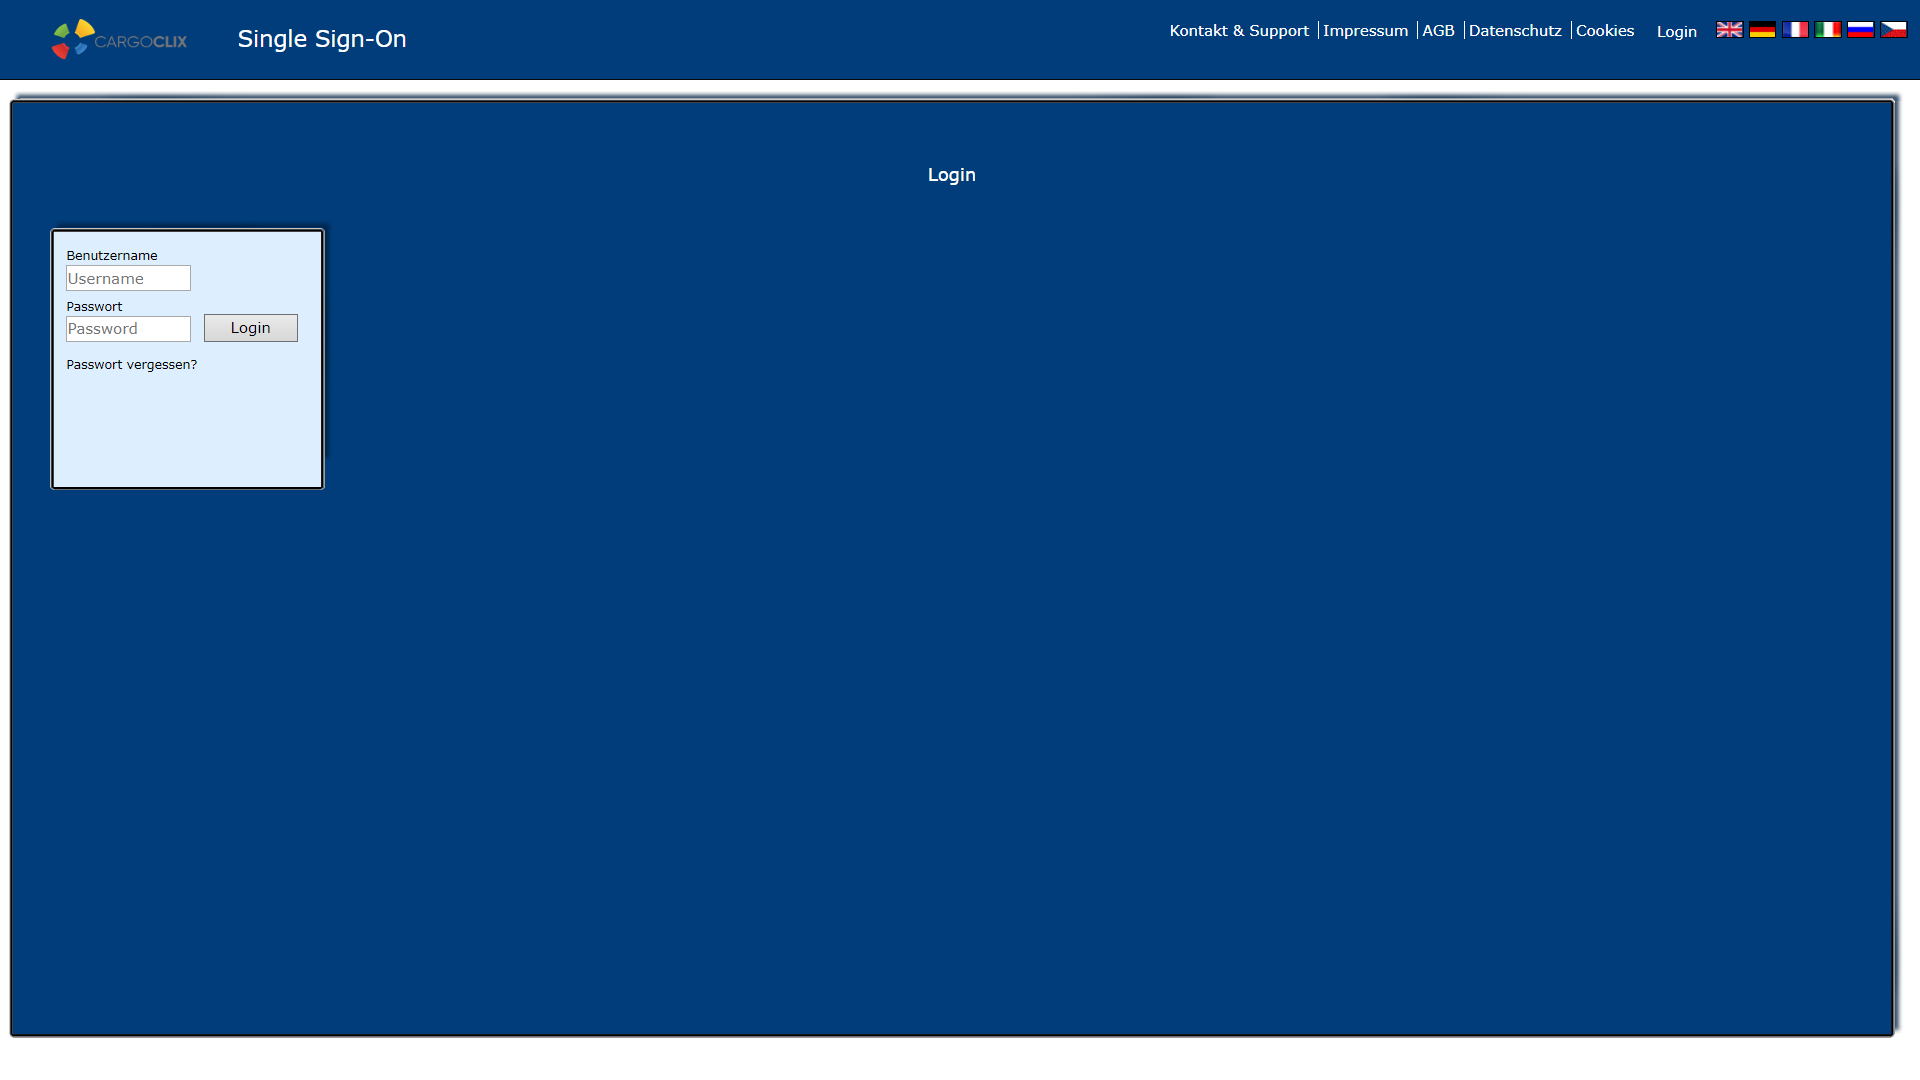 CARGOCLIX
Single Sign-On
Kontakt & Support
Impressum
AGB
Datenschutz
Cookies
Login
Login
Benutzername
Username
Passwort
Password
Login
Passwort vergessen?